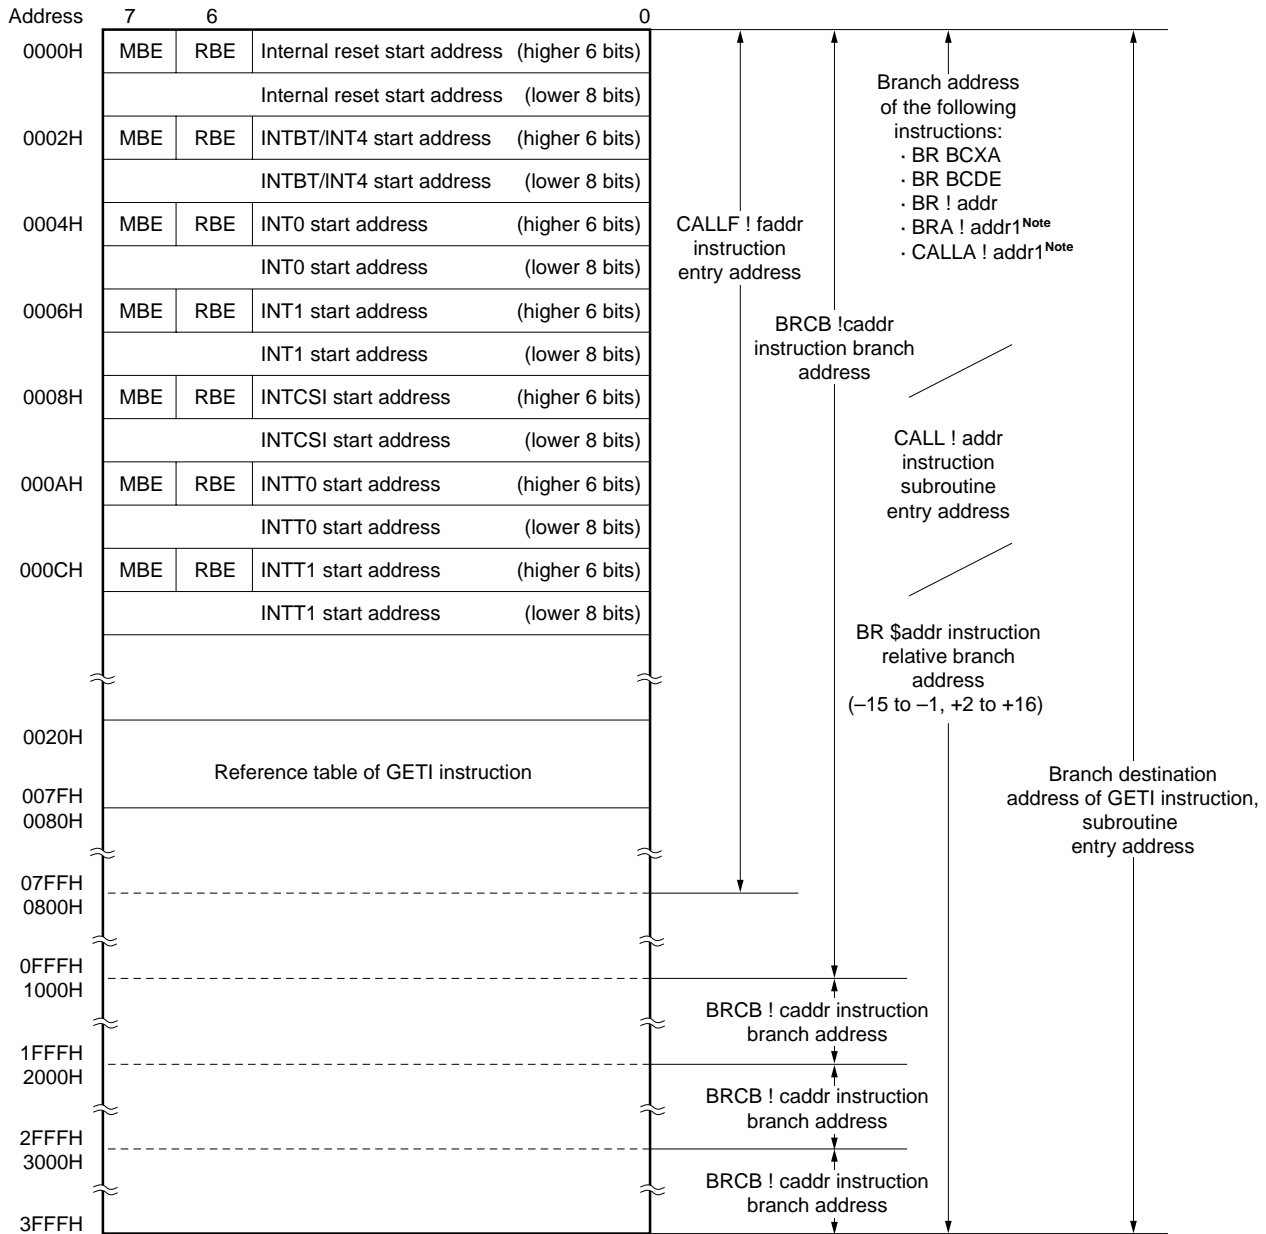 Address 7 6 0
0000H MBE RBE Internal reset start address (higher 6 bits)
Internal reset start address (lower 8 bits)
0002H MBE RBE INTBT/INT4 start address (higher 6 bits)
INTBT/INT4 start address (lower 8 bits)
0004H MBE RBE INT0 start address (higher 6 bits)
INT0 start address (lower 8 bits)
0006H MBE RBE INT1 start address (higher 6 bits)
INT1 start address (lower 8 bits)
0008H MBE RBE INTCSI start address (higher 6 bits)
INTCSI start address (lower 8 bits)
000AH MBE RBE INTT0 start address (higher 6 bits)
INTT0 start address (lower 8 bits)
000CH MBE RBE INTT1 start address (higher 6 bits)
INTT1 start address (lower 8 bits)
0020H
Reference table of GETI instruction
007FH
0080H
07FFH
0800H
0FFFH
1000H
1FFFH
2000H
2FFFH
3000H
3FFFH
CALLF ! faddr
instruction
entry address
BRCB !caddr
instruction branch
address
BRCB ! caddr instruction
branch address
BRCB ! caddr instruction
branch address
BRCB ! caddr instruction
branch address
Branch address
of the following
instructions:
· BR BCXA
· BR BCDE
· BR ! addr
· BRA ! addr1Note
· CALLA ! addr1Note
CALL ! addr
instruction
subroutine
entry address
BR $addr instruction
relative branch
address
(–15 to –1, +2 to +16)
Branch destination
address of GETI instruction,
subroutine
entry address